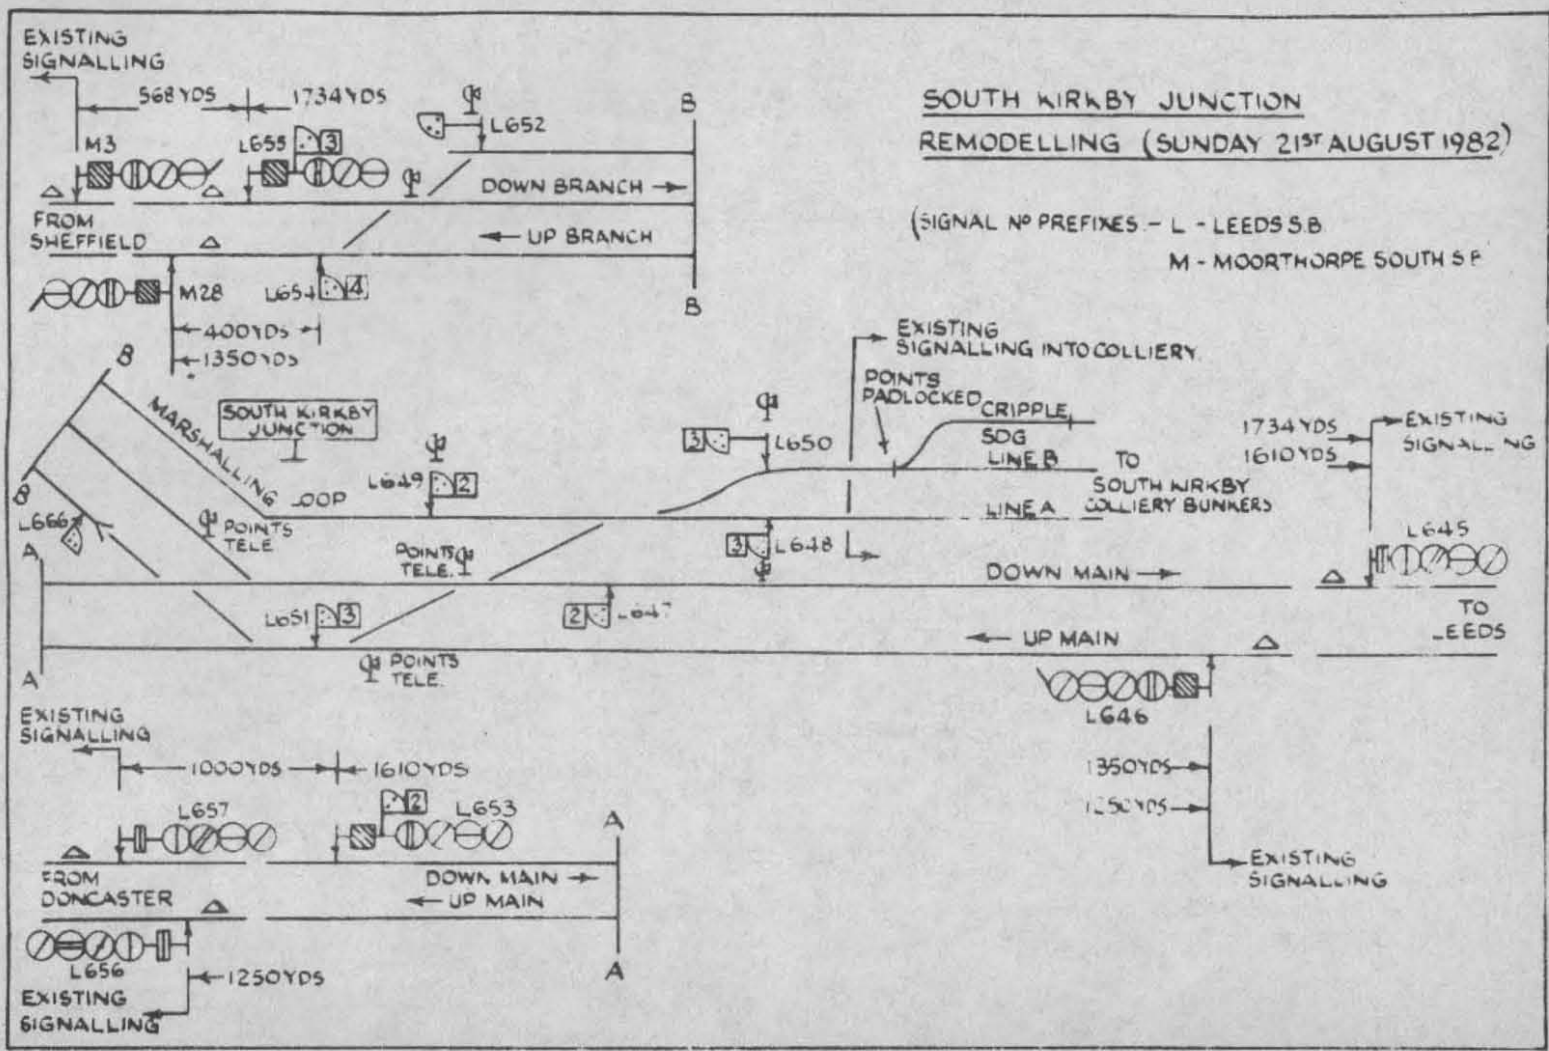 EXISTING
SIGNALLING
568 YDS
1734 YDS
M3
L655
3
L652
B
DOWN BRANCH
FROM
SHEFFIELD
UP BRANCH
M28
L654
4
B
400 YDS
1350 YDS
SOUTH KIRKBY JUNCTION
REMODELLING (SUNDAY 21ST AUGUST 1982)
(SIGNAL NO PREFIXES - L - LEEDS S.B.
M - MOORTHORPE SOUTH S B
B
MARSHALLING
LOOP
SOUTH KIRKBY
JUNCTION
L649
2
3
L650
EXISTING
SIGNALLING INTO COLLIERY.
POINTS
PADLOCKED
CRIPPLE
SDG
LINE B
LINE A
TO
SOUTH KIRKBY
COLLIERY BUNKERS
1734 YDS
1610 YDS
EXISTING
SIGNALLING
B
L666
POINTS
TELE
POINTS
TELE.
3
L648
L645
A
DOWN MAIN
L651
3
2
L647
TO
LEEDS
UP MAIN
A
POINTS
TELE.
L646
1350 YDS
1250 YDS
EXISTING
SIGNALLING
EXISTING
SIGNALLING
1000 YDS
1610 YDS
L657
2
L653
A
FROM
DONCASTER
DOWN MAIN
UP MAIN
L656
A
1250 YDS
EXISTING
SIGNALLING